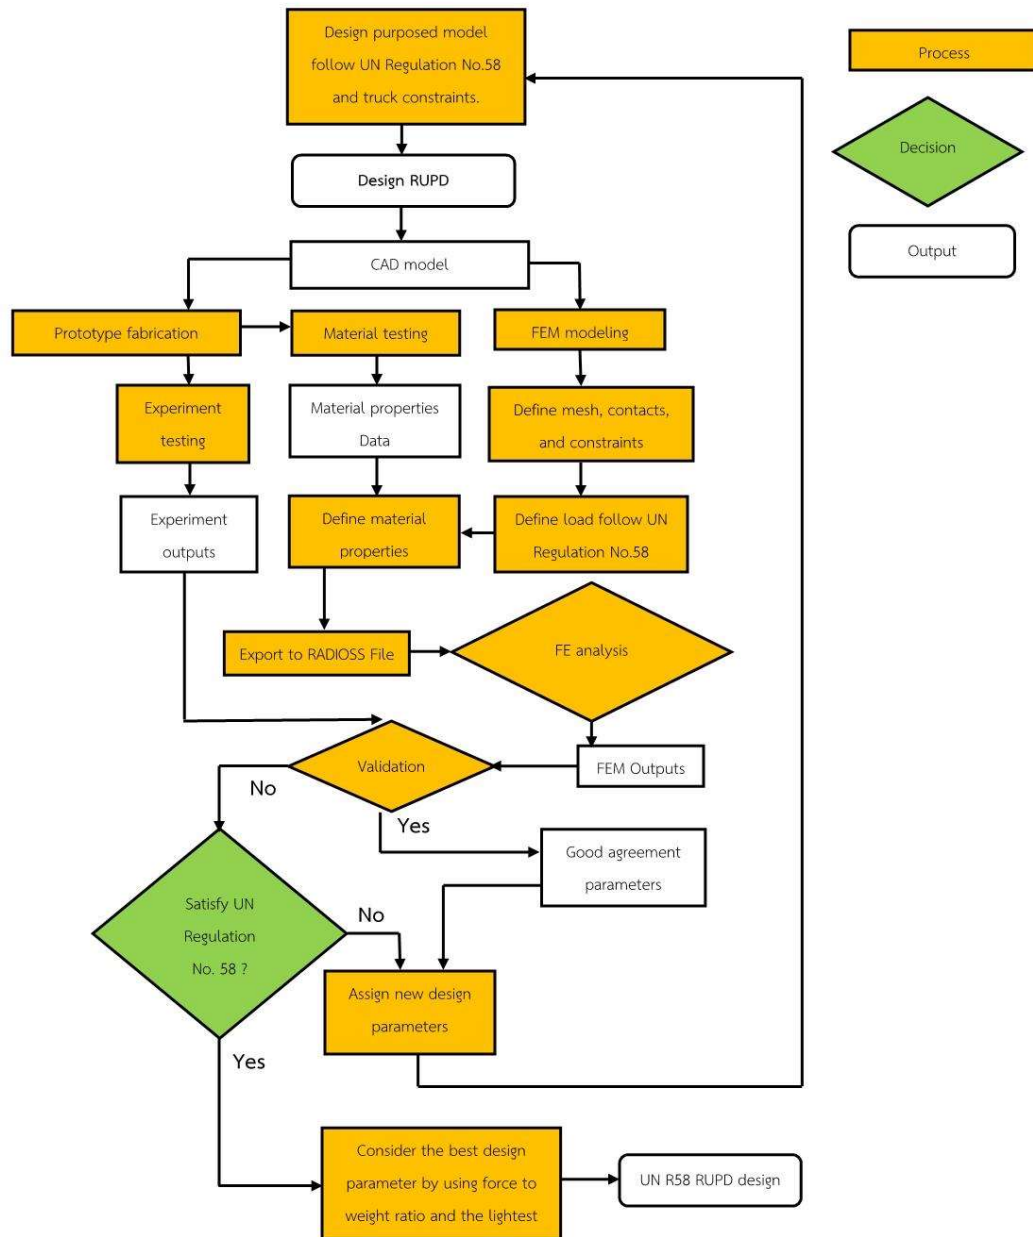 Design purposed model
follow UN Regulation No.58
and truck constraints.
Process
Decision
Output
Design RUPD
CAD model
Prototype fabrication
Material testing
FEM modeling
Experiment
testing
Material properties
Data
Define mesh, contacts,
and constraints
Experiment
outputs
Define material
properties
Define load follow UN
Regulation No.58
Export to RADIOSS File
FE analysis
Validation
FEM Outputs
No
Yes
Good agreement
parameters
Satisfy UN
Regulation
No. 58 ?
No
Assign new design
parameters
Yes
Consider the best design
parameter by using force to
weight ratio and the lightest
UN R58 RUPD design